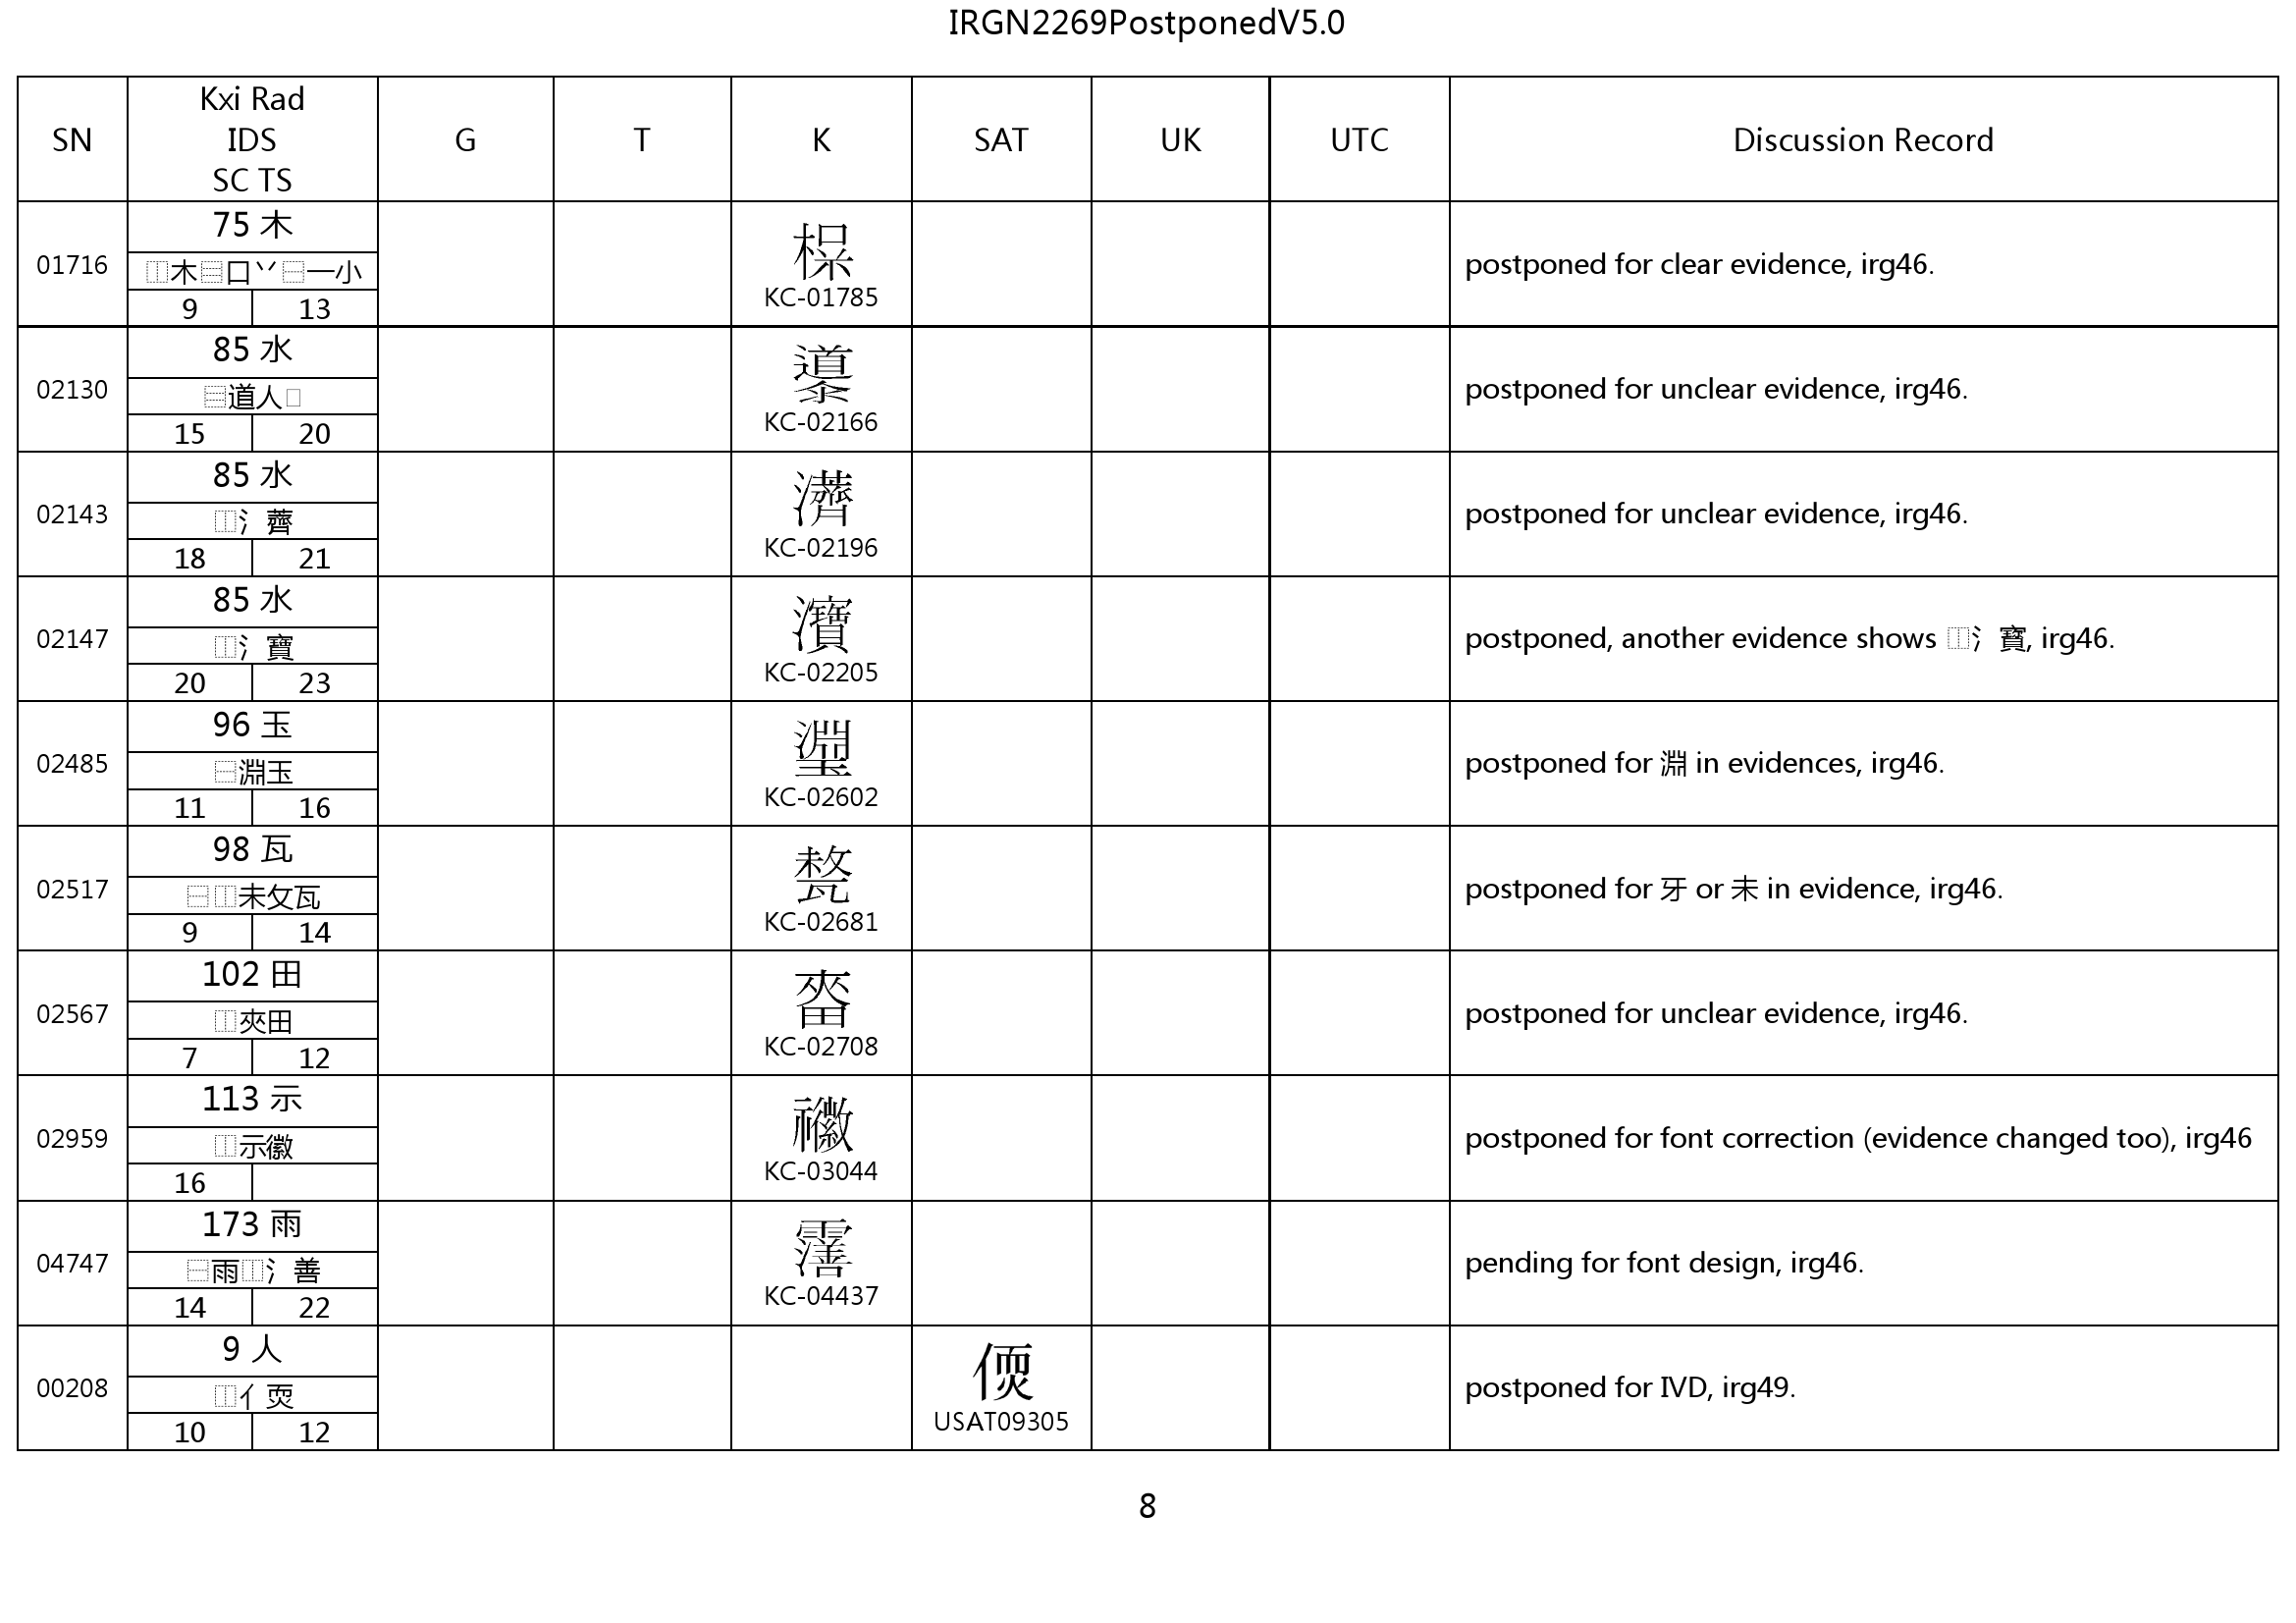 IRGN2269PostponedV5.0
SN
Kxi Rad
IDS
SC TS
G
T
K
SAT
UK
UTC
Discussion Record
01716
75 木
⿰木⿳口丷⿱一小
9 13
KC-01785
postponed for clear evidence, irg46.
02130
85 水
⿳道人
15 20
KC-02166
postponed for unclear evidence, irg46.
02143
85 水
⿰氵薺
18 21
KC-02196
postponed for unclear evidence, irg46.
02147
85 水
⿰氵寶
20 23
KC-02205
postponed, another evidence shows ⿰氵寳, irg46.
02485
96 玉
⿱淵玉
11 16
KC-02602
postponed for 淵 in evidences, irg46.
02517
98 瓦
⿱⿰未攵瓦
9 14
KC-02681
postponed for 牙 or 未 in evidence, irg46.
02567
102 田
⿰夾田
7 12
KC-02708
postponed for unclear evidence, irg46.
02959
113 示
⿰示徽
16
KC-03044
postponed for font correction (evidence changed too), irg46
04747
173 雨
⿱雨⿰氵善
14 22
KC-04437
pending for font design, irg46.
00208
9 人
⿰亻耎
10 12
USAT09305
postponed for IVD, irg49.
8